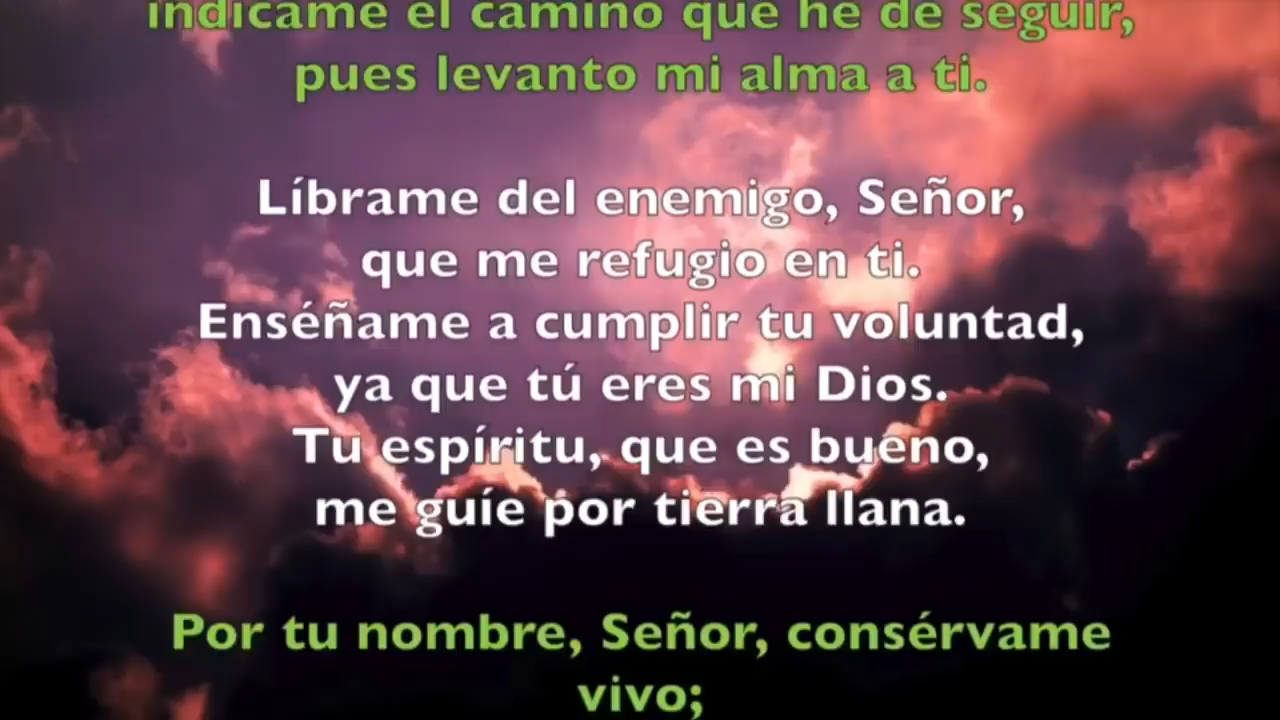 indícame el camino que he de seguir,
pues levanto mi alma a ti.
Líbrame del enemigo, Señor,
que me refugio en ti.
Enséñame a cumplir tu voluntad,
ya que tú eres mi Dios.
Tu espíritu, que es bueno,
me guíe por tierra llana.
Por tu nombre, Señor, consérvame
vivo;